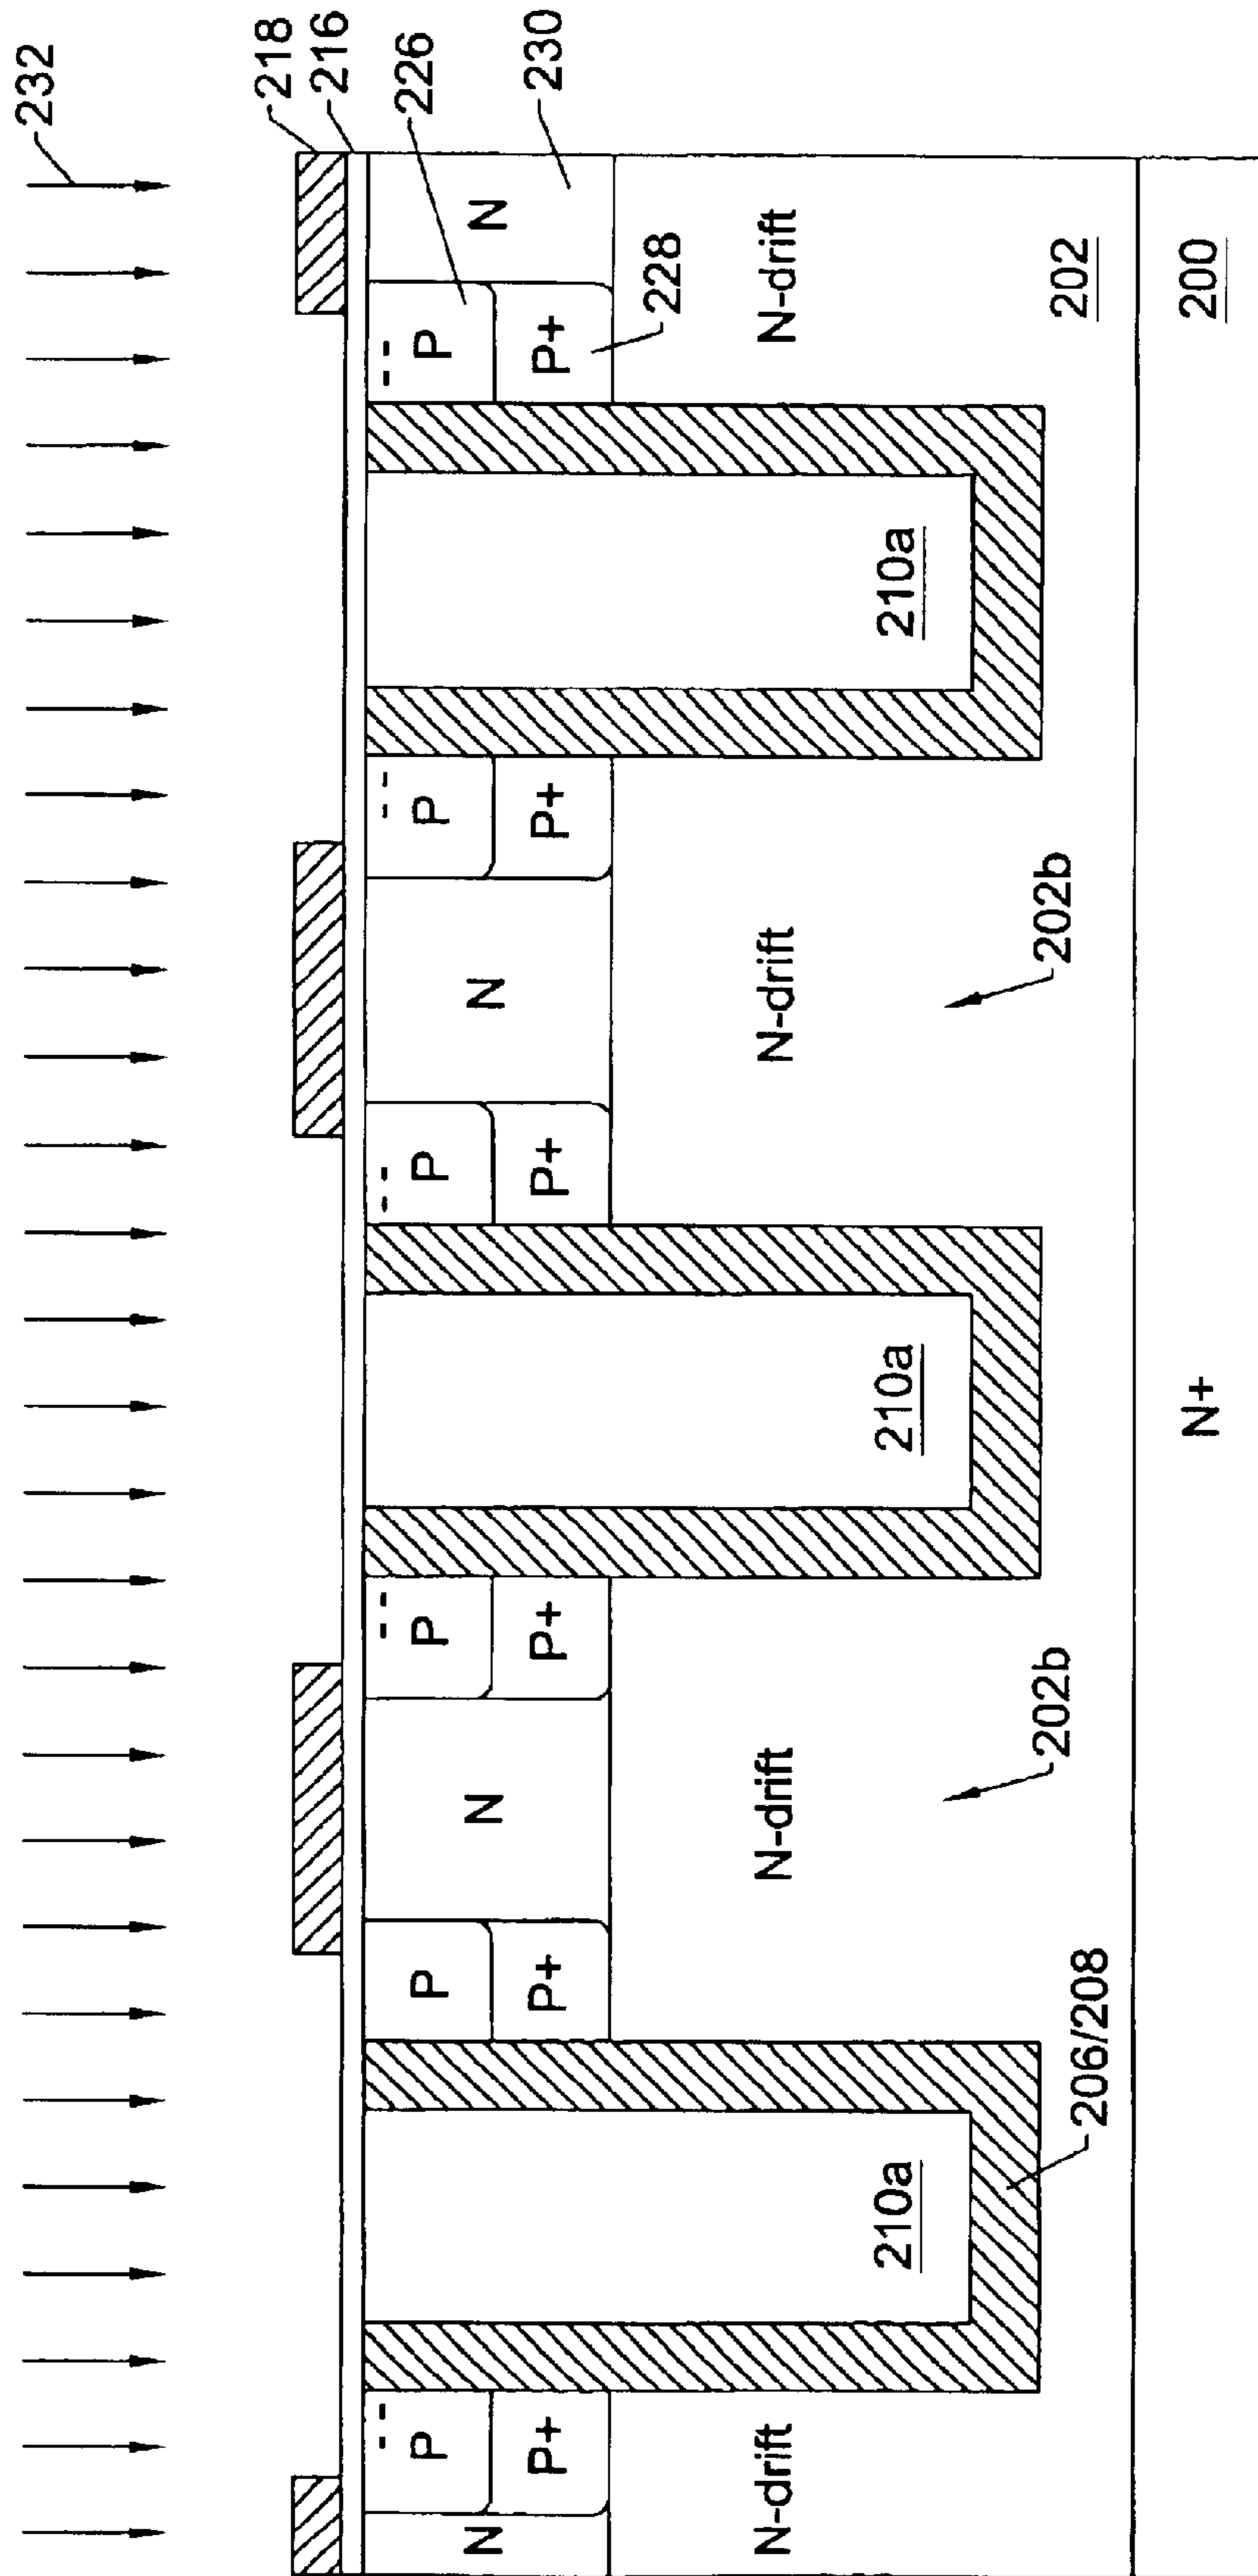 232
218
216
226
230
P P P P P P
N N N N
P+ P+ P+ P+ P+ P+
228
N-drift N-drift N-drift N-drift
210a 210a 210a
206/208 202b 202b 202
N+ 200